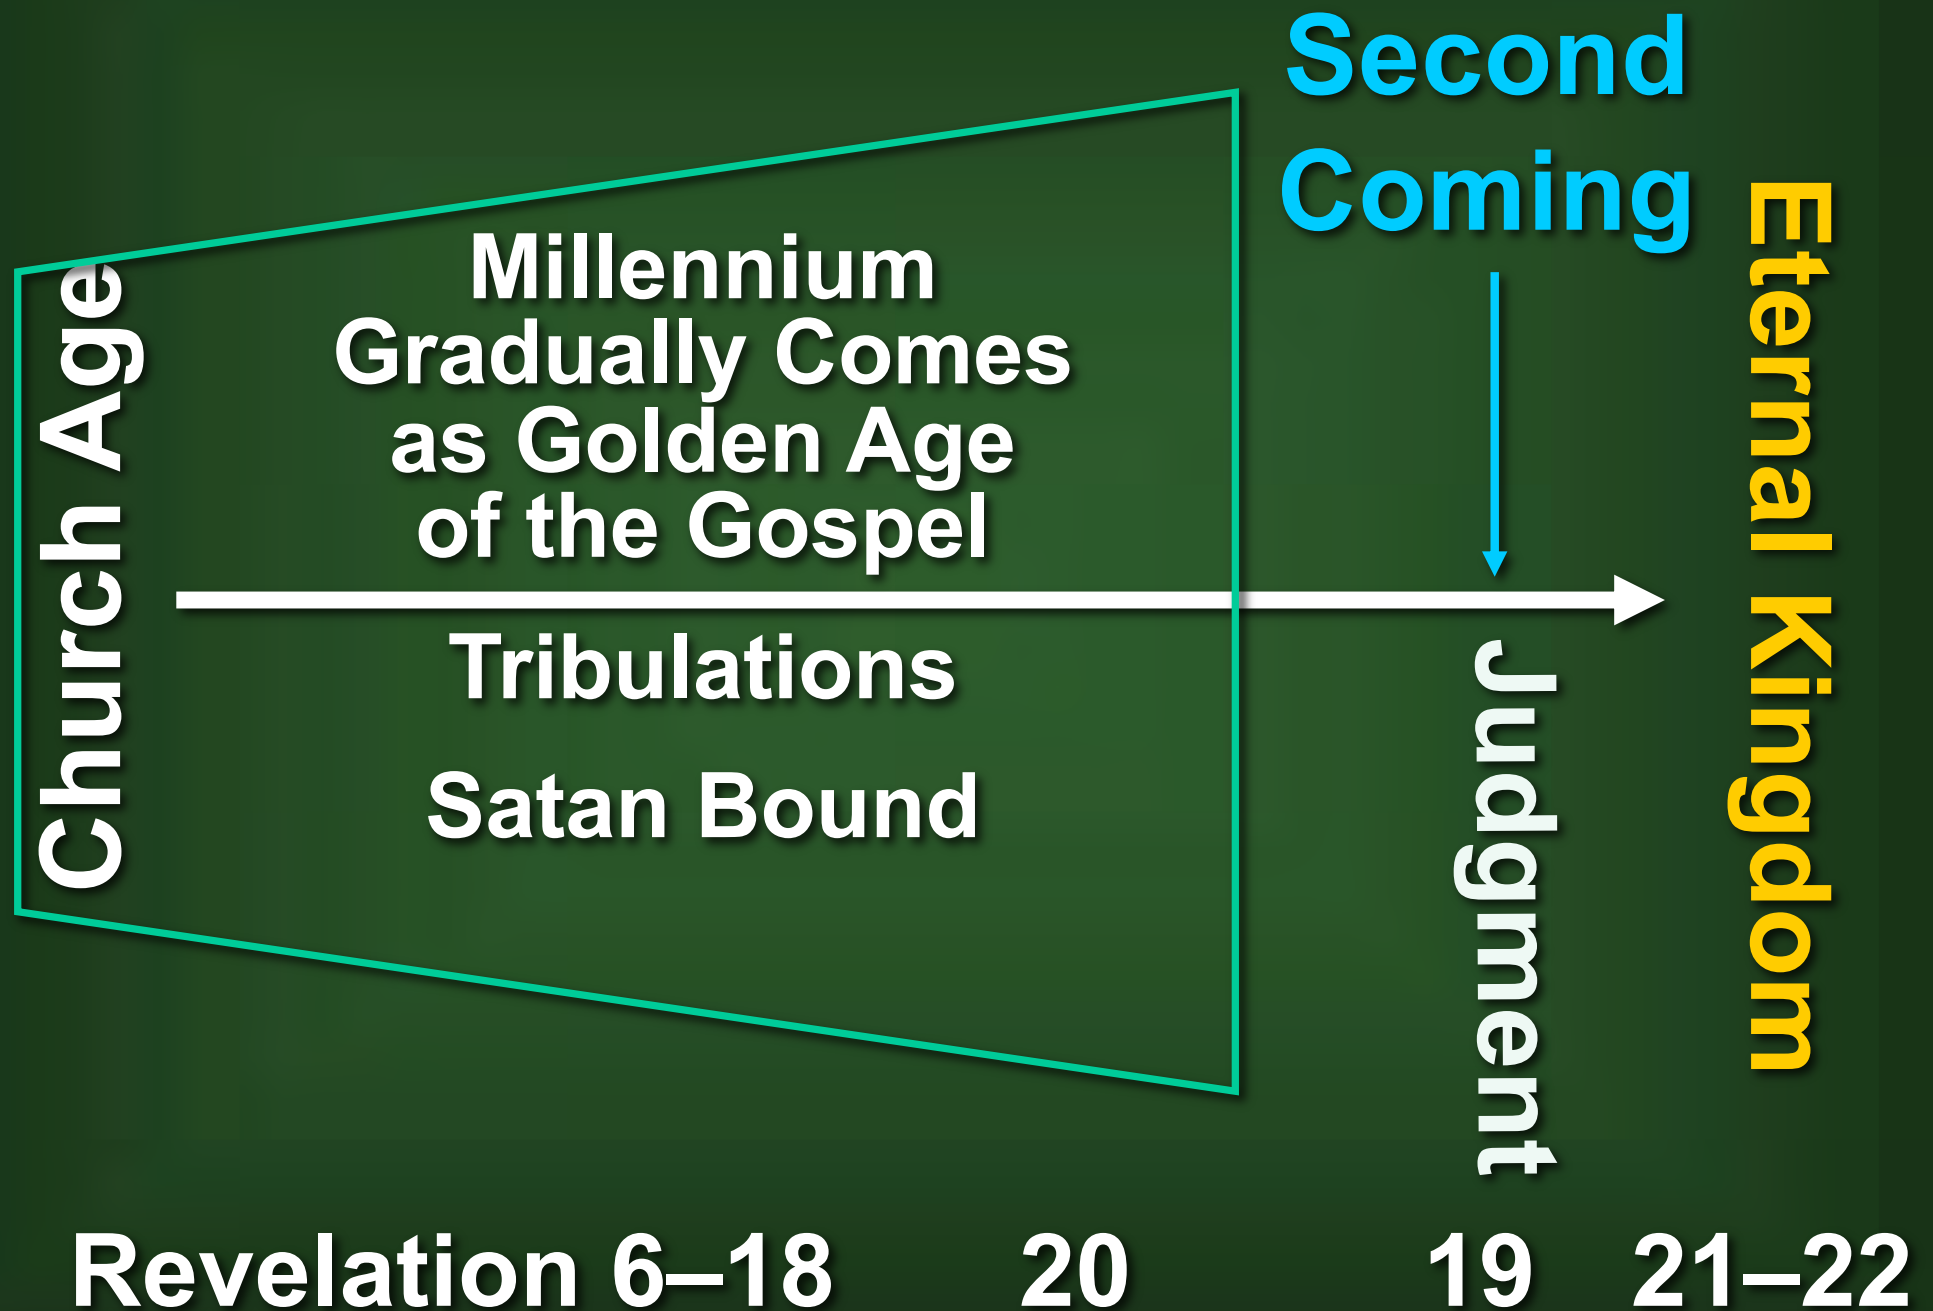 Second
Coming
Church Age
Millennium
Gradually Comes
as Golden Age
of the Gospel
Tribulations
Satan Bound
Judgment
Eternal Kingdom
Revelation 6–18 20 19 21–22